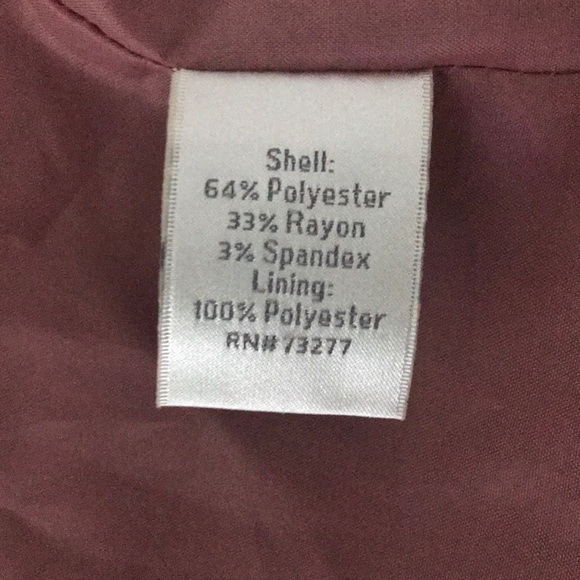 Shell:
64% Polyester
33% Rayon
3% Spandex
Lining:
100% Polyester
RN# 73277